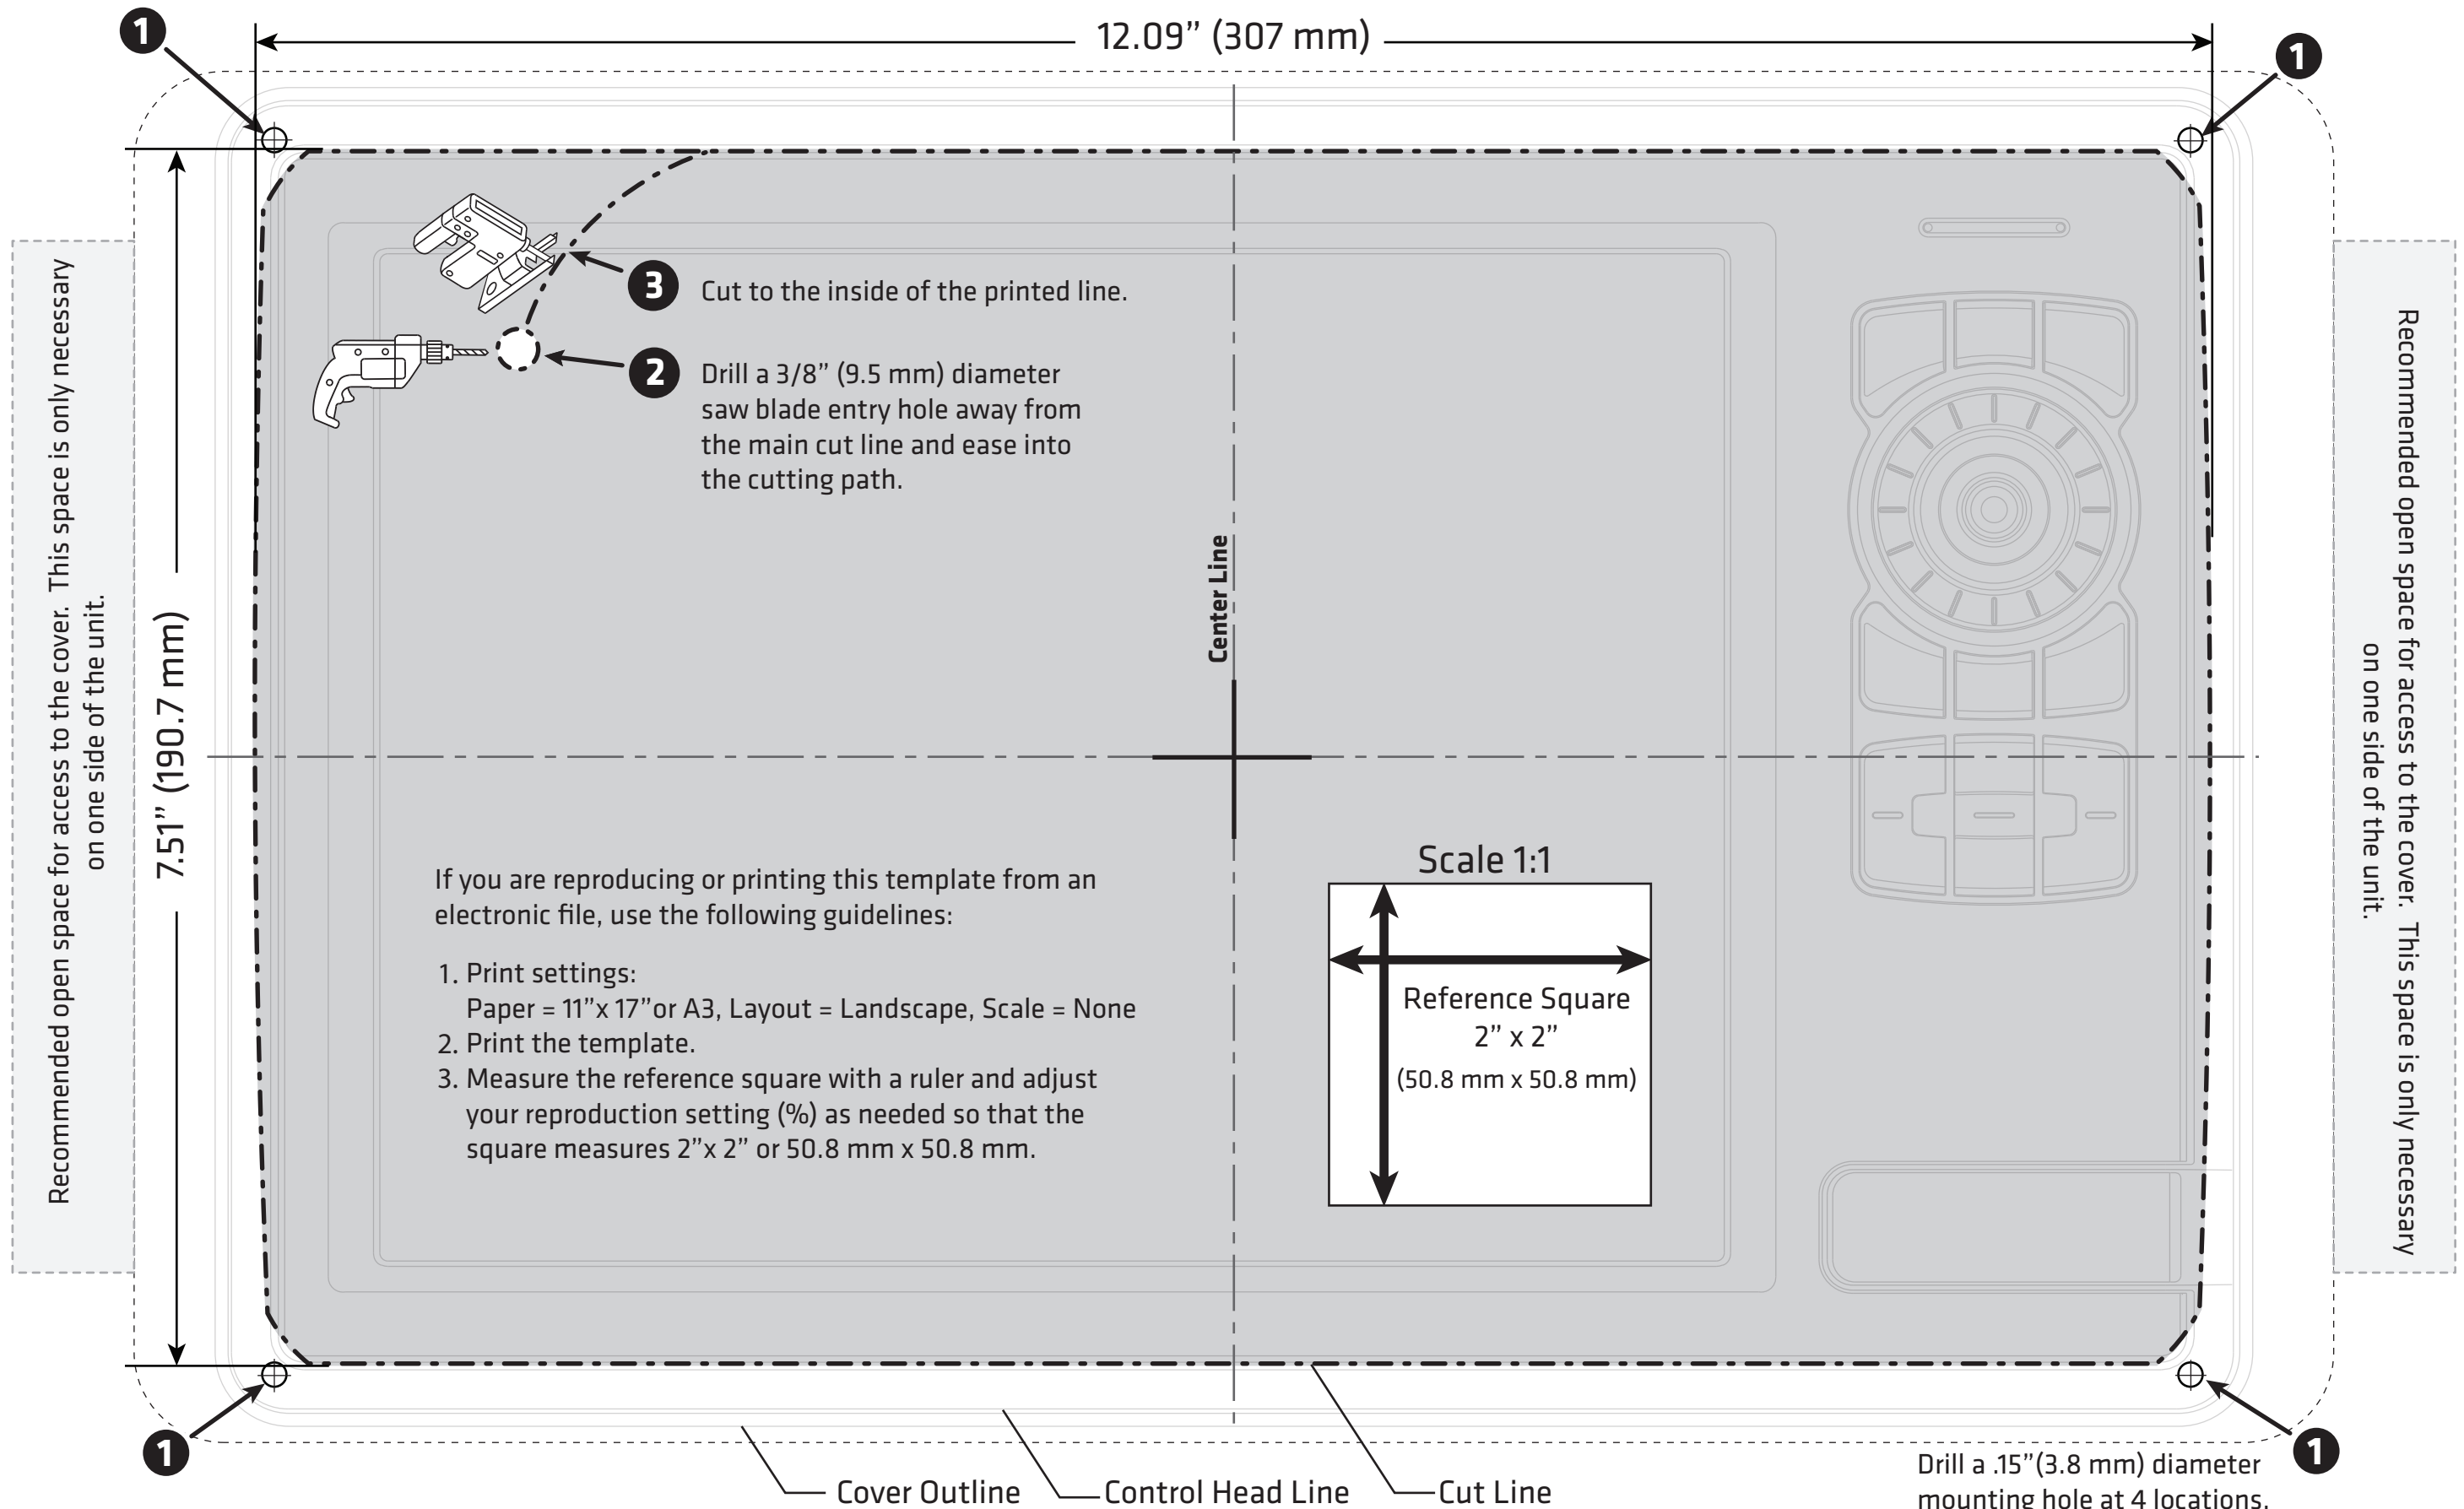 1
12.09” (307 mm)
1
3 Cut to the inside of the printed line.
2 Drill a 3/8” (9.5 mm) diameter
saw blade entry hole away from
the main cut line and ease into
the cutting path.
Recommended open space for access to the cover. This space is only necessary
on one side of the unit.
7.51” (190.7 mm)
Center Line
Recommended open space for access to the cover. This space is only necessary
on one side of the unit.
If you are reproducing or printing this template from an
electronic file, use the following guidelines:
1. Print settings:
Paper = 11”x 17”or A3, Layout = Landscape, Scale = None
2. Print the template.
3. Measure the reference square with a ruler and adjust
your reproduction setting (%) as needed so that the
square measures 2”x 2” or 50.8 mm x 50.8 mm.
Scale 1:1
Reference Square
2” x 2”
(50.8 mm x 50.8 mm)
1
Cover Outline
Control Head Line
Cut Line
1
Drill a .15”(3.8 mm) diameter
mounting hole at 4 locations.